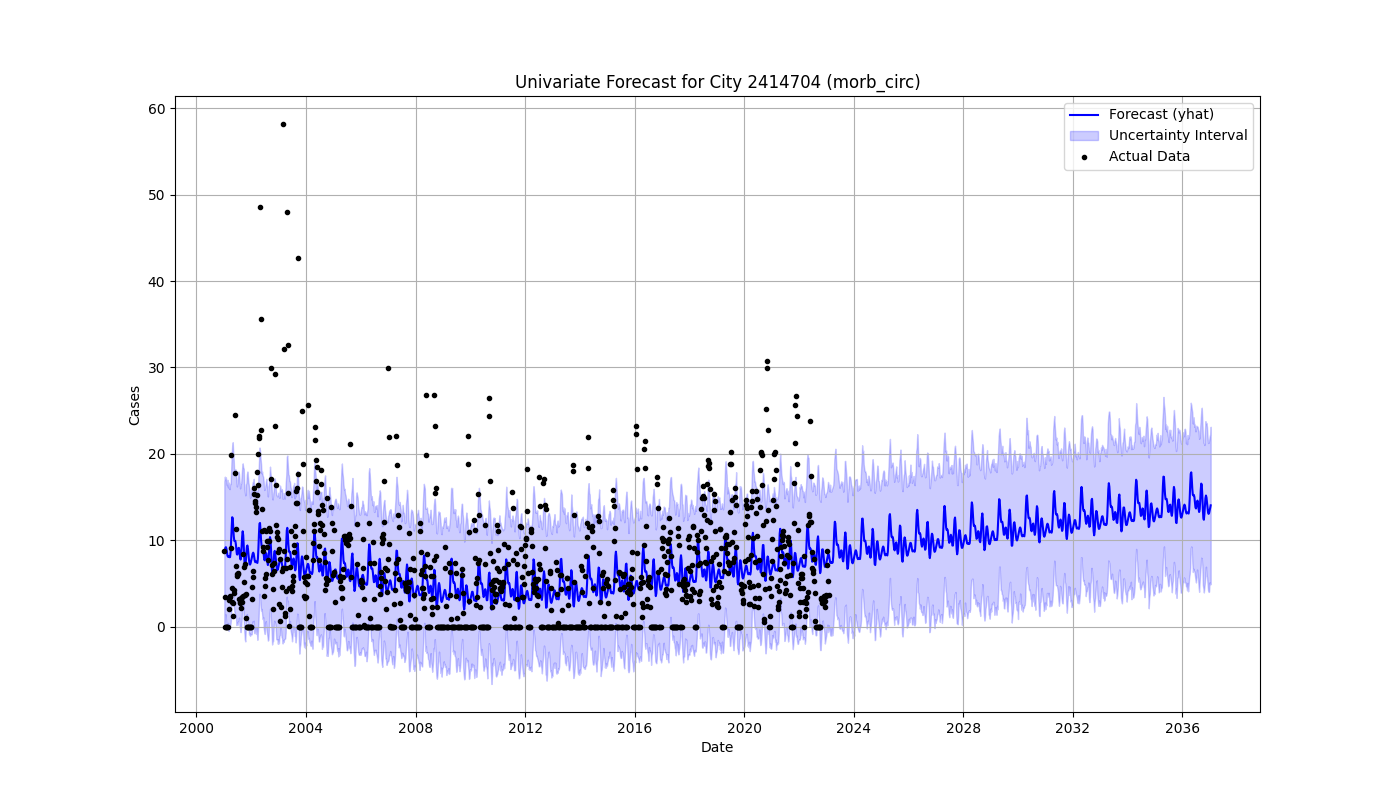 Univariate Forecast for City 2414704 (morb_circ)
Forecast (yhat)
Uncertainty Interval
Actual Data
Cases
60
50
40
30
20
10
0
2000 2004 2008 2012 2016 2020 2024 2028 2032 2036
Date